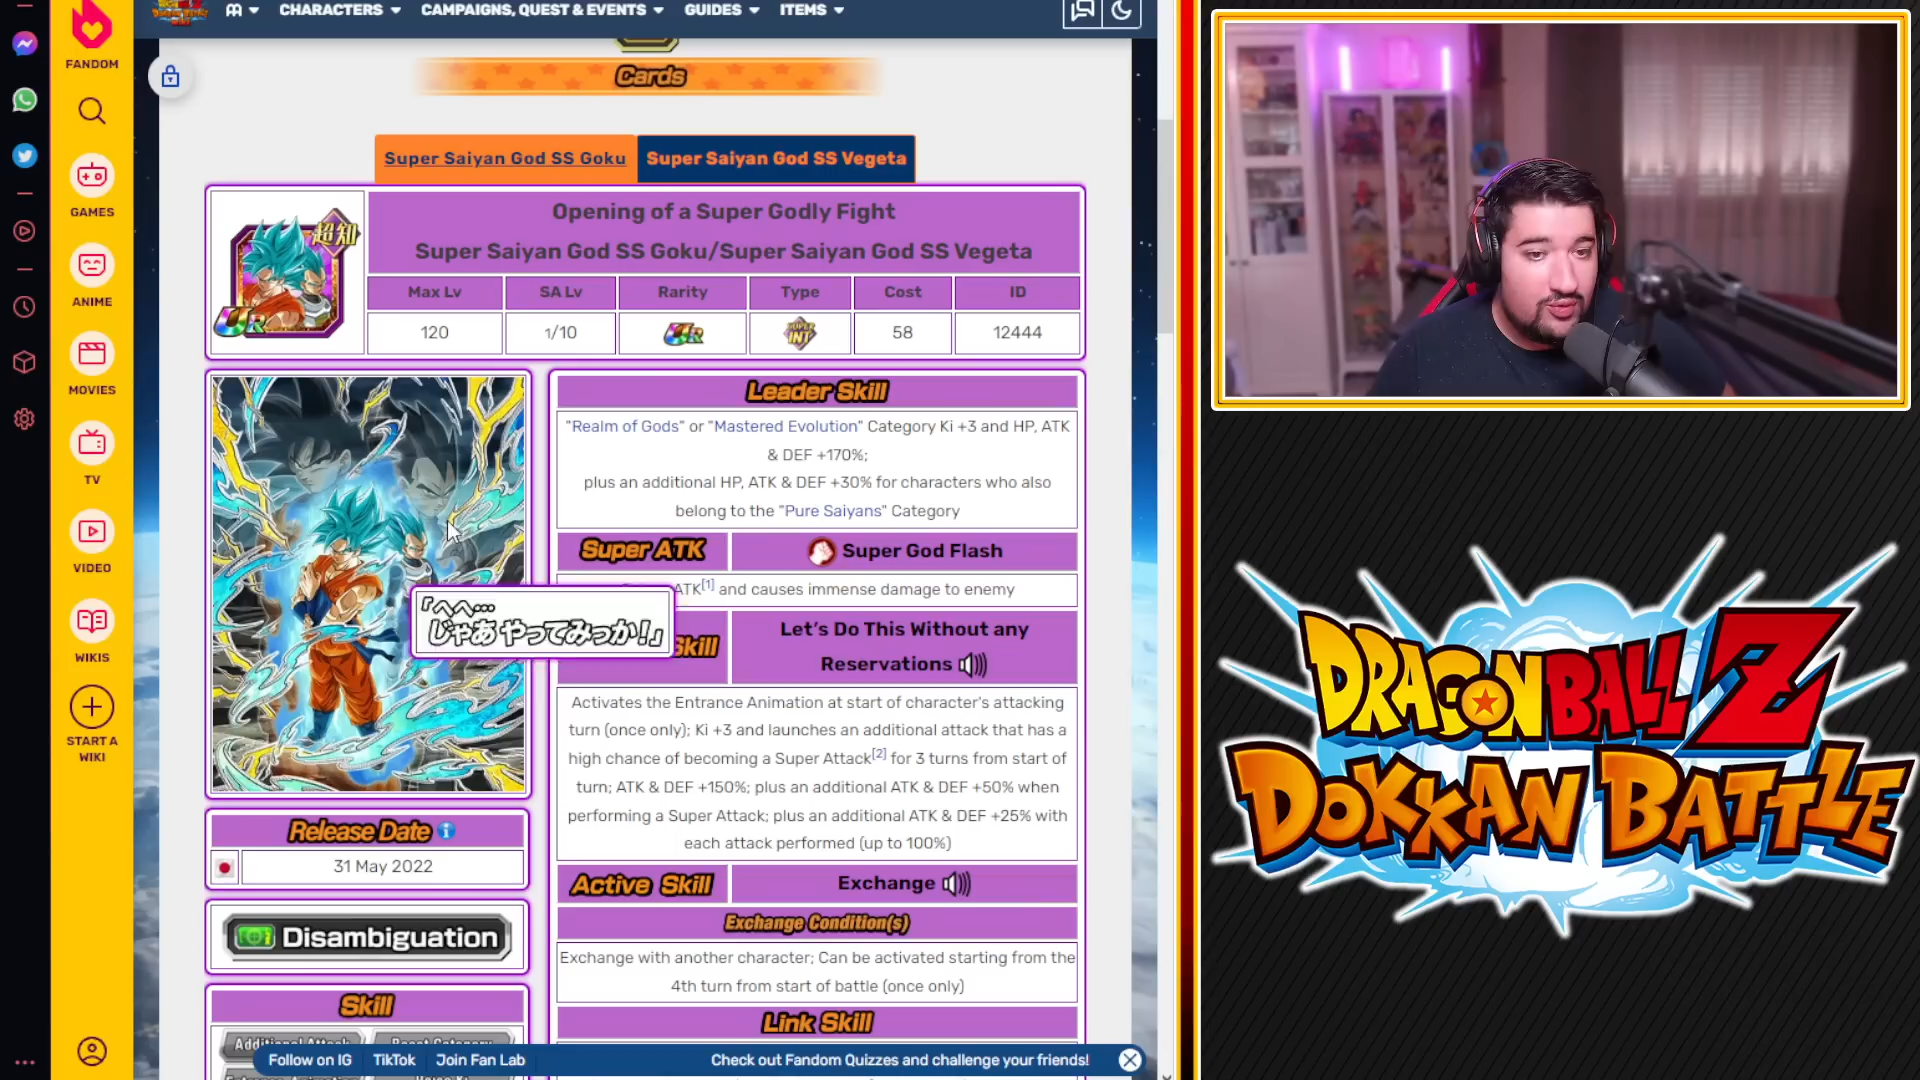 CHARACTERS
CAMPAIGNS, QUEST & EVENTS
GUIDES
ITEMS
FANDOM
GAMES
ANIME
MOVIES
TV
VIDEO
WIKIS
START A
WIKI
Cards
Super Saiyan God SS Goku
Super Saiyan God SS Vegeta
超知
UR
Opening of a Super Godly Fight
Super Saiyan God SS Goku/Super Saiyan God SS Vegeta
Max Lv SA Lv Rarity Type Cost ID
120 1/10 UR SUPER INT 58 12444
Leader Skill
"Realm of Gods" or "Mastered Evolution" Category Ki +3 and HP, ATK
& DEF +170%;
plus an additional HP, ATK & DEF +30% for characters who also
belong to the "Pure Saiyans" Category
Super ATK
Super God Flash
ATK[1] and causes immense damage to enemy
「へへ…
じゃあ やってみっか!」
Skill
Let's Do This Without any
Reservations
Activates the Entrance Animation at start of character's attacking
turn (once only); Ki +3 and launches an additional attack that has a
high chance of becoming a Super Attack[2] for 3 turns from start of
turn; ATK & DEF +150%; plus an additional ATK & DEF +50% when
performing a Super Attack; plus an additional ATK & DEF +25% with
each attack performed (up to 100%)
Active Skill
Exchange
Exchange Condition(s)
Exchange with another character; Can be activated starting from the
4th turn from start of battle (once only)
Link Skill
Release Date
31 May 2022
Disambiguation
Skill
Additional Attack
Follow on IG
TikTok
Join Fan Lab
Check out Fandom Quizzes and challenge your friends!
DRAGON BALL Z
DOKKAN BATTLE